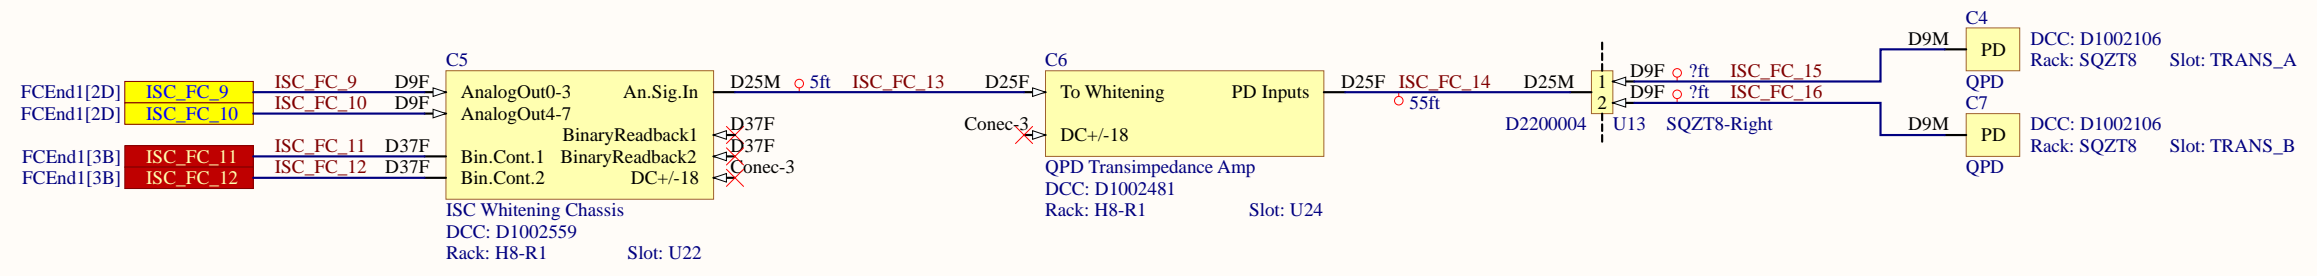 FCEnd1[2D] ISC_FC_9 ISC_FC_9 D9F
FCEnd1[2D] ISC_FC_10 ISC_FC_10 D9F
FCEnd1[3B] ISC_FC_11 ISC_FC_11 D37F
FCEnd1[3B] ISC_FC_12 ISC_FC_12 D37F
C5
AnalogOut0-3 An.Sig.In
AnalogOut4-7
BinaryReadback1
Bin.Cont.1 BinaryReadback2
Bin.Cont.2 DC+/-18
ISC Whitening Chassis
DCC: D1002559
Rack: H8-R1 Slot: U22
D25M 5ft ISC_FC_13 D25F
D37F
D37F
Conec-3
C6
To Whitening PD Inputs
Conec-3 DC+/-18
QPD Transimpedance Amp
DCC: D1002481
Rack: H8-R1 Slot: U24
D25F ISC_FC_14 D25M
55ft
1 D9F ?ft ISC_FC_15
2 D9F ?ft ISC_FC_16
D2200004 U13 SQZT8-Right
C4
D9M PD DCC: D1002106
Rack: SQZT8 Slot: TRANS_A
QPD
C7
D9M PD DCC: D1002106
Rack: SQZT8 Slot: TRANS_B
QPD